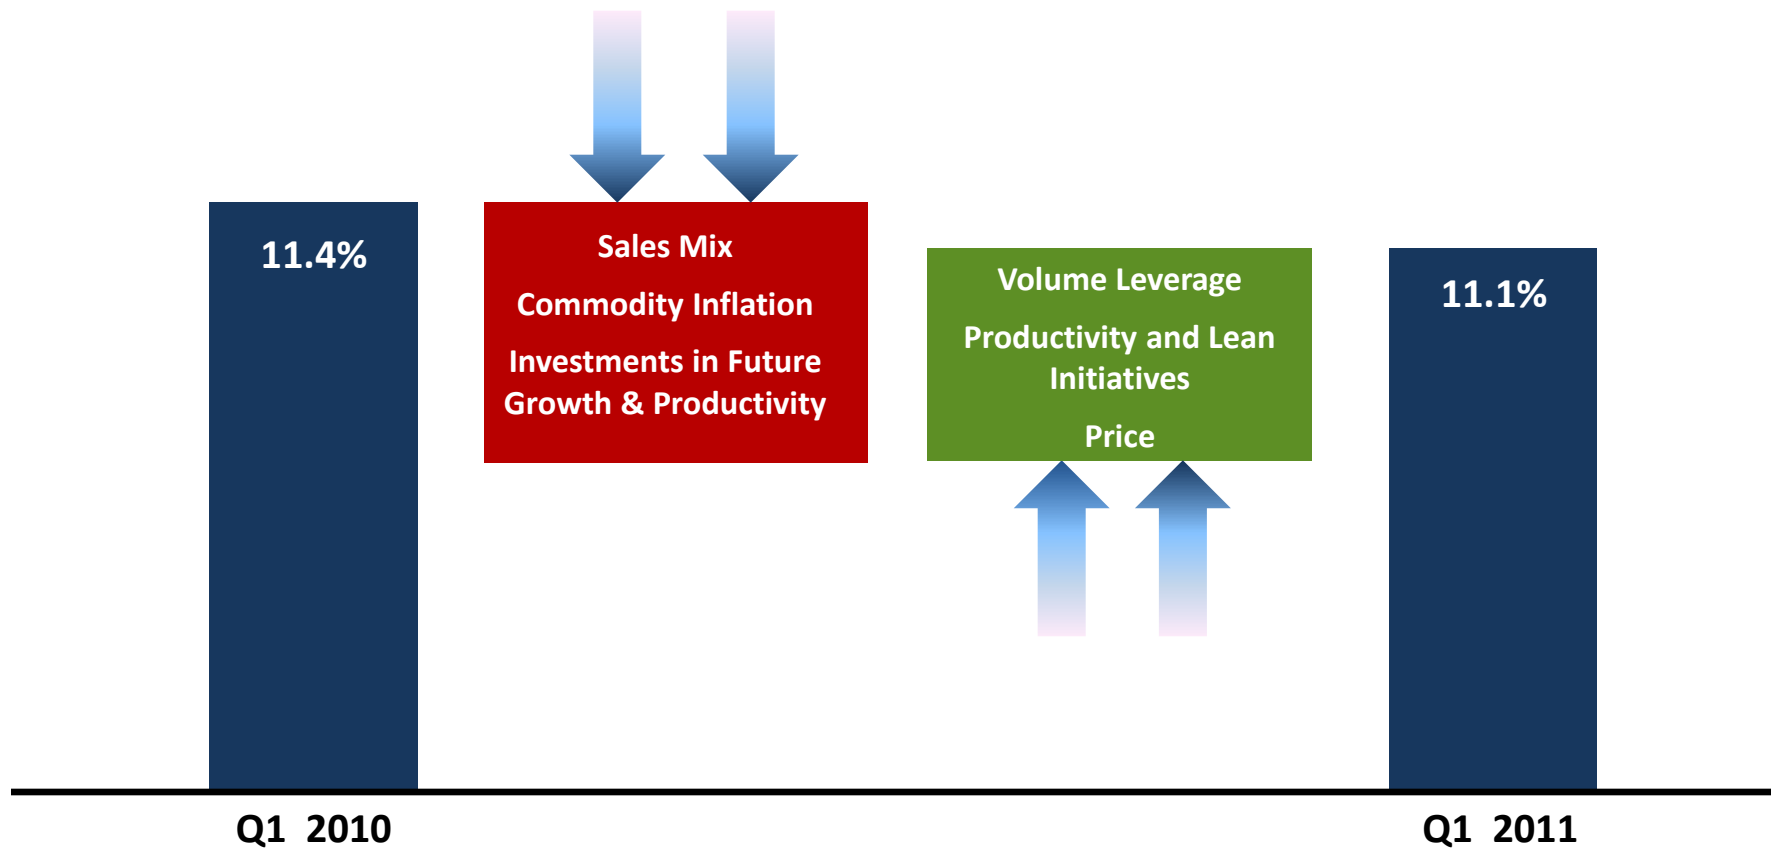 11.4%
Sales Mix
Commodity Inflation
Investments in Future
Growth & Productivity
Volume Leverage
Productivity and Lean
Initiatives
Price
11.1%
Q1  2010
Q1  2011